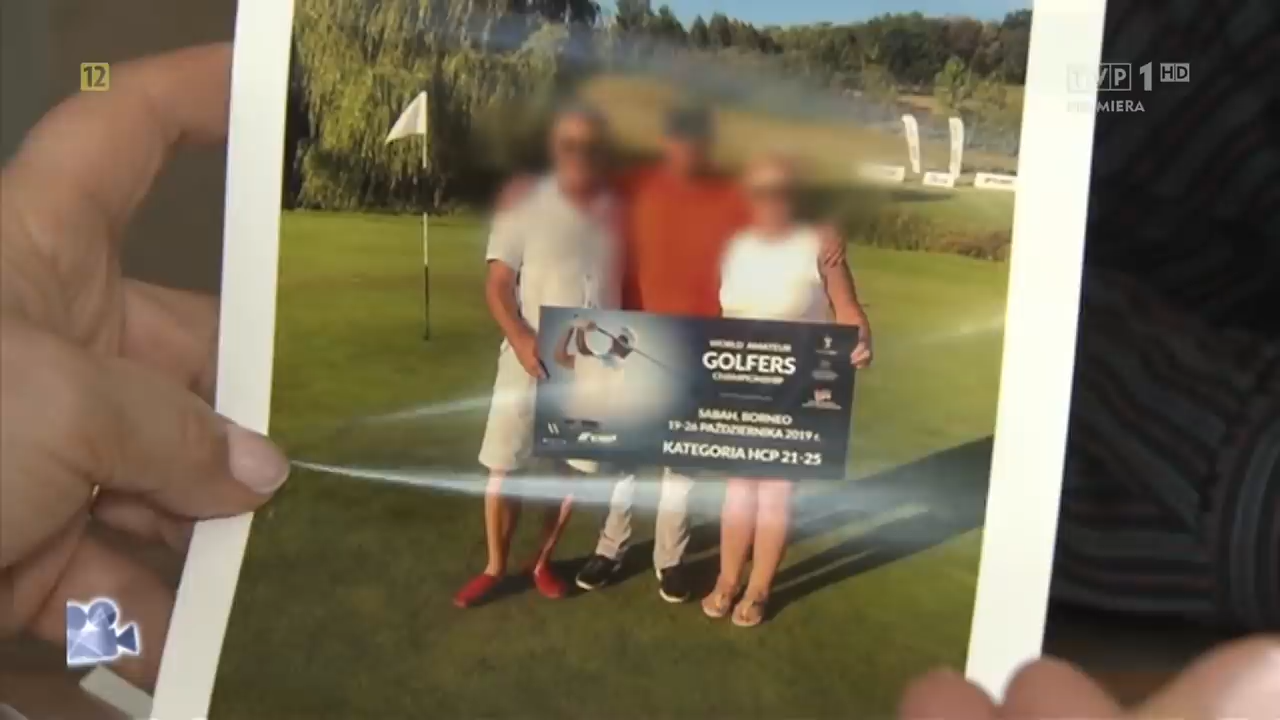 12
TVP 1 HD
PREMIERA
WORLD AMATEUR
GOLFERS
CHAMPIONSHIP
SABAH, BORNEO
19-26 PAŹDZIERNIKA 2019 r.
KATEGORIA HCP 21-25